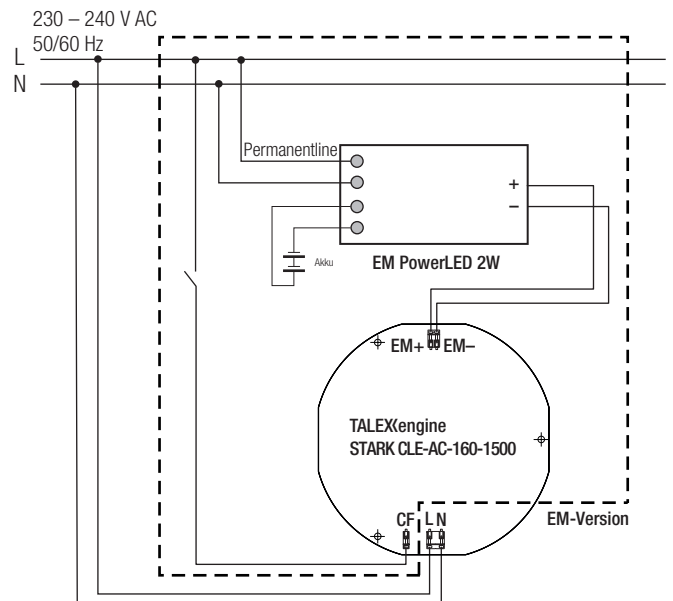 230 – 240 V AC
50/60 Hz
L
N
Permanentline
+
–
Akku
EM PowerLED 2W
EM+ EM–
TALEXXengine
STARK CLE-AC-160-1500
CF L N
EM-Version